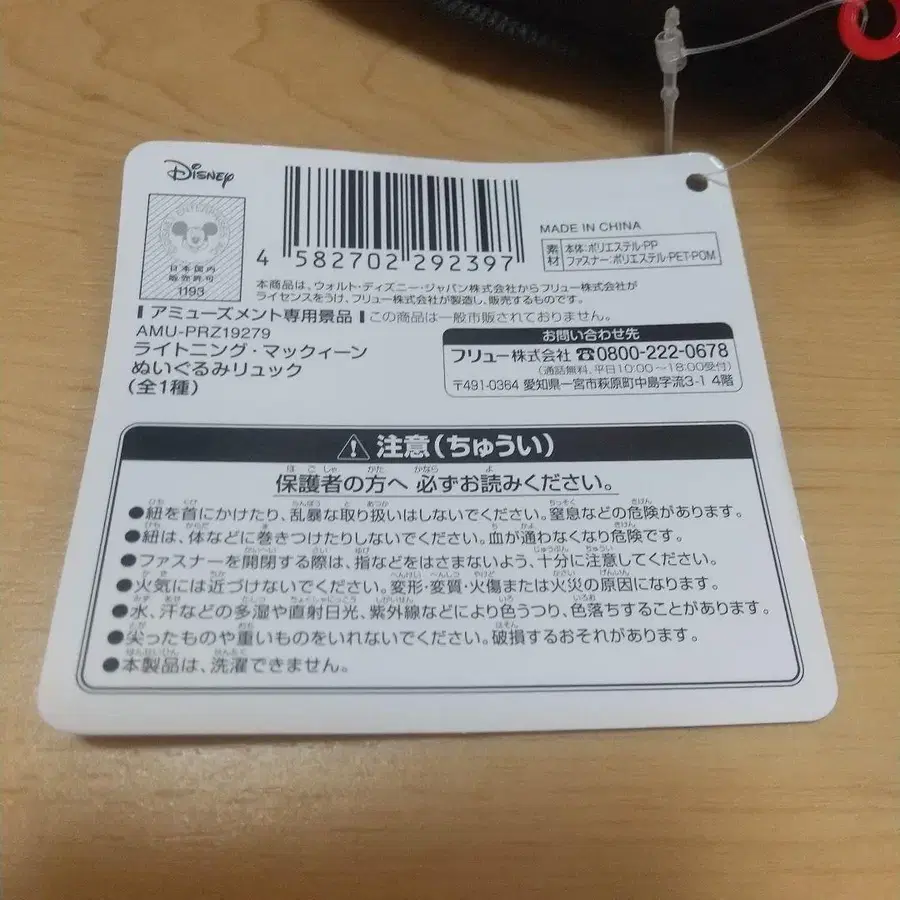 Disney
日本国内
販売許可
1193
4 582702 292397
MADE IN CHINA
素材 本体:ポリエステル・PP
ファスナー:ポリエステル・PET・POM
本商品は、ウォルト・ディズニー・ジャパン株式会社からフリュー株式会社が
ライセンスをうけ、フリュー株式会社が製造し、販売するものです。
アミューズメント専用景品 この商品は一般市販されておりません。
AMU-PRZ19279
ライトニング・マックィーン
ぬいぐるみリュック
(全1種)
お問い合わせ先
フリュー株式会社 ☎0800-222-0678
(通話無料、平日10:00〜18:00受付)
〒491-0364 愛知県一宮市萩原町中島字流3-1 4階
⚠注意(ちゅうい)
保護者の方へ 必ずお読みください。
●紐を首にかけたり、乱暴な取り扱いはしないでください。窒息などの危険があります。
●紐は、体などに巻きつけたりしないでください。血が通わなくなり危険です。
●ファスナーを開閉する際は、指などをはさまないよう、十分に注意してください。
●火気には近づけないでください。変形・変質・火傷または火災の原因になります。
●水、汗などの多湿や直射日光、紫外線などにより色うつり、色落ちすることがあります。
●尖ったものや重いものをいれないでください。破損するおそれがあります。
●本製品は、洗濯できません。